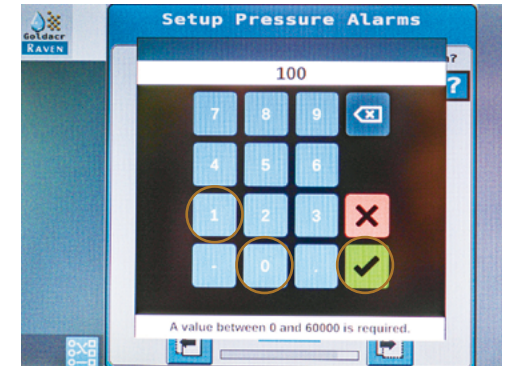 Setup Pressure Alarms
Goldacr
RAVEN
?
?
100
7 8 9
4 5 6
1 2 3
- 0 .
A value between 0 and 60000 is required.